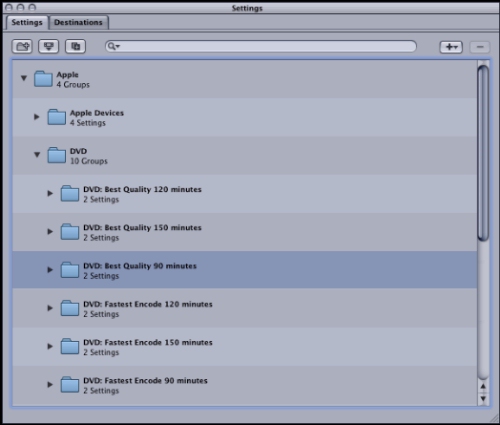 Settings
Settings
Destinations
Apple
4 Groups
Apple Devices
4 Settings
DVD
10 Groups
DVD: Best Quality 120 minutes
2 Settings
DVD: Best Quality 150 minutes
2 Settings
DVD: Best Quality 90 minutes
2 Settings
DVD: Fastest Encode 120 minutes
2 Settings
DVD: Fastest Encode 150 minutes
2 Settings
DVD: Fastest Encode 90 minutes
2 Settings